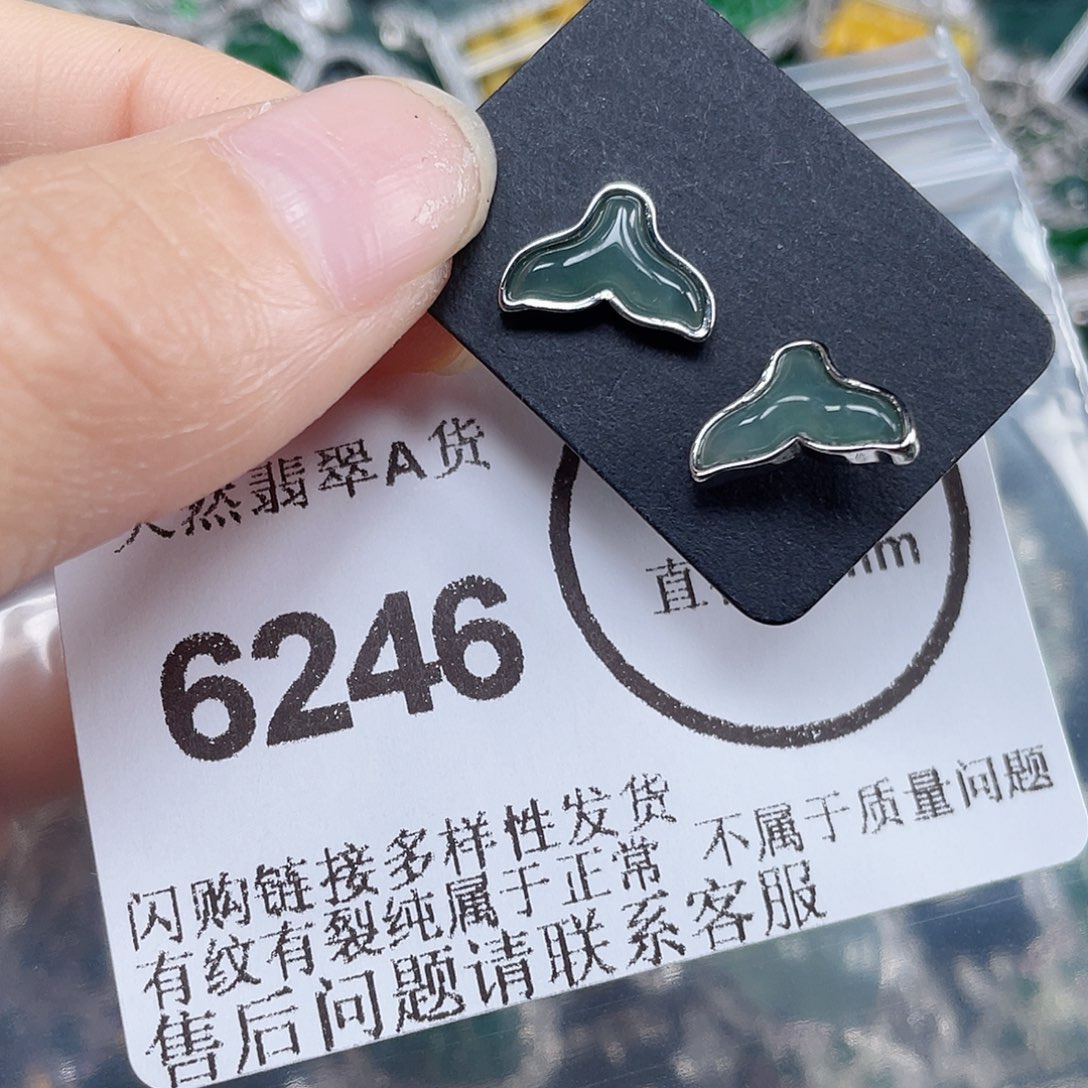 天然翡翠A货
直 mm
6246
闪购链接多样性发货
有纹有裂纯属于正常 不属于质量问题
售后问题请联系客服